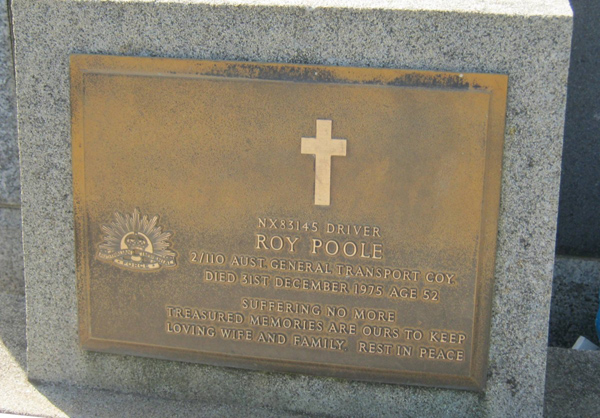 NX83145 DRIVER
ROY POOLE
2/110 AUST. GENERAL TRANSPORT COY.
DIED 31ST DECEMBER 1975 AGE 52
SUFFERING NO MORE
TREASURED MEMORIES ARE OURS TO KEEP
LOVING WIFE AND FAMILY. REST IN PEACE